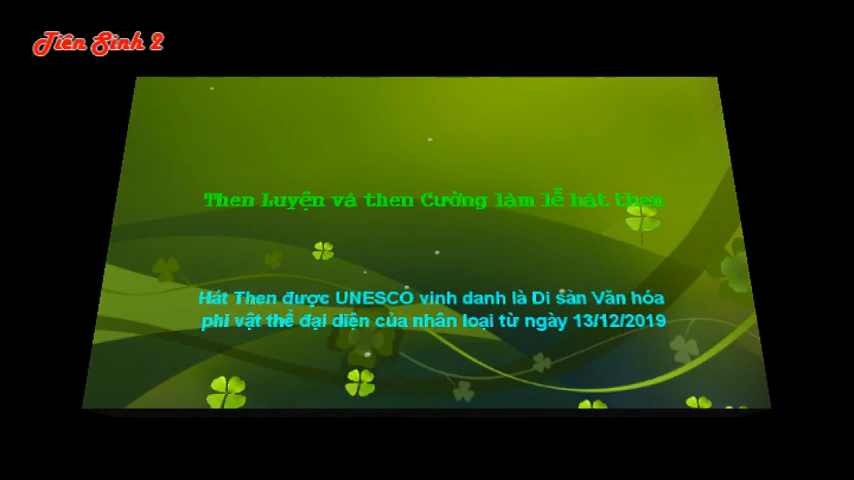 Tiên Sinh 2
Then Luyện và then Cường làm lễ hát then
Hát Then được UNESCO vinh danh là Di sản Văn hóa
phi vật thể đại diện của nhân loại từ ngày 13/12/2019